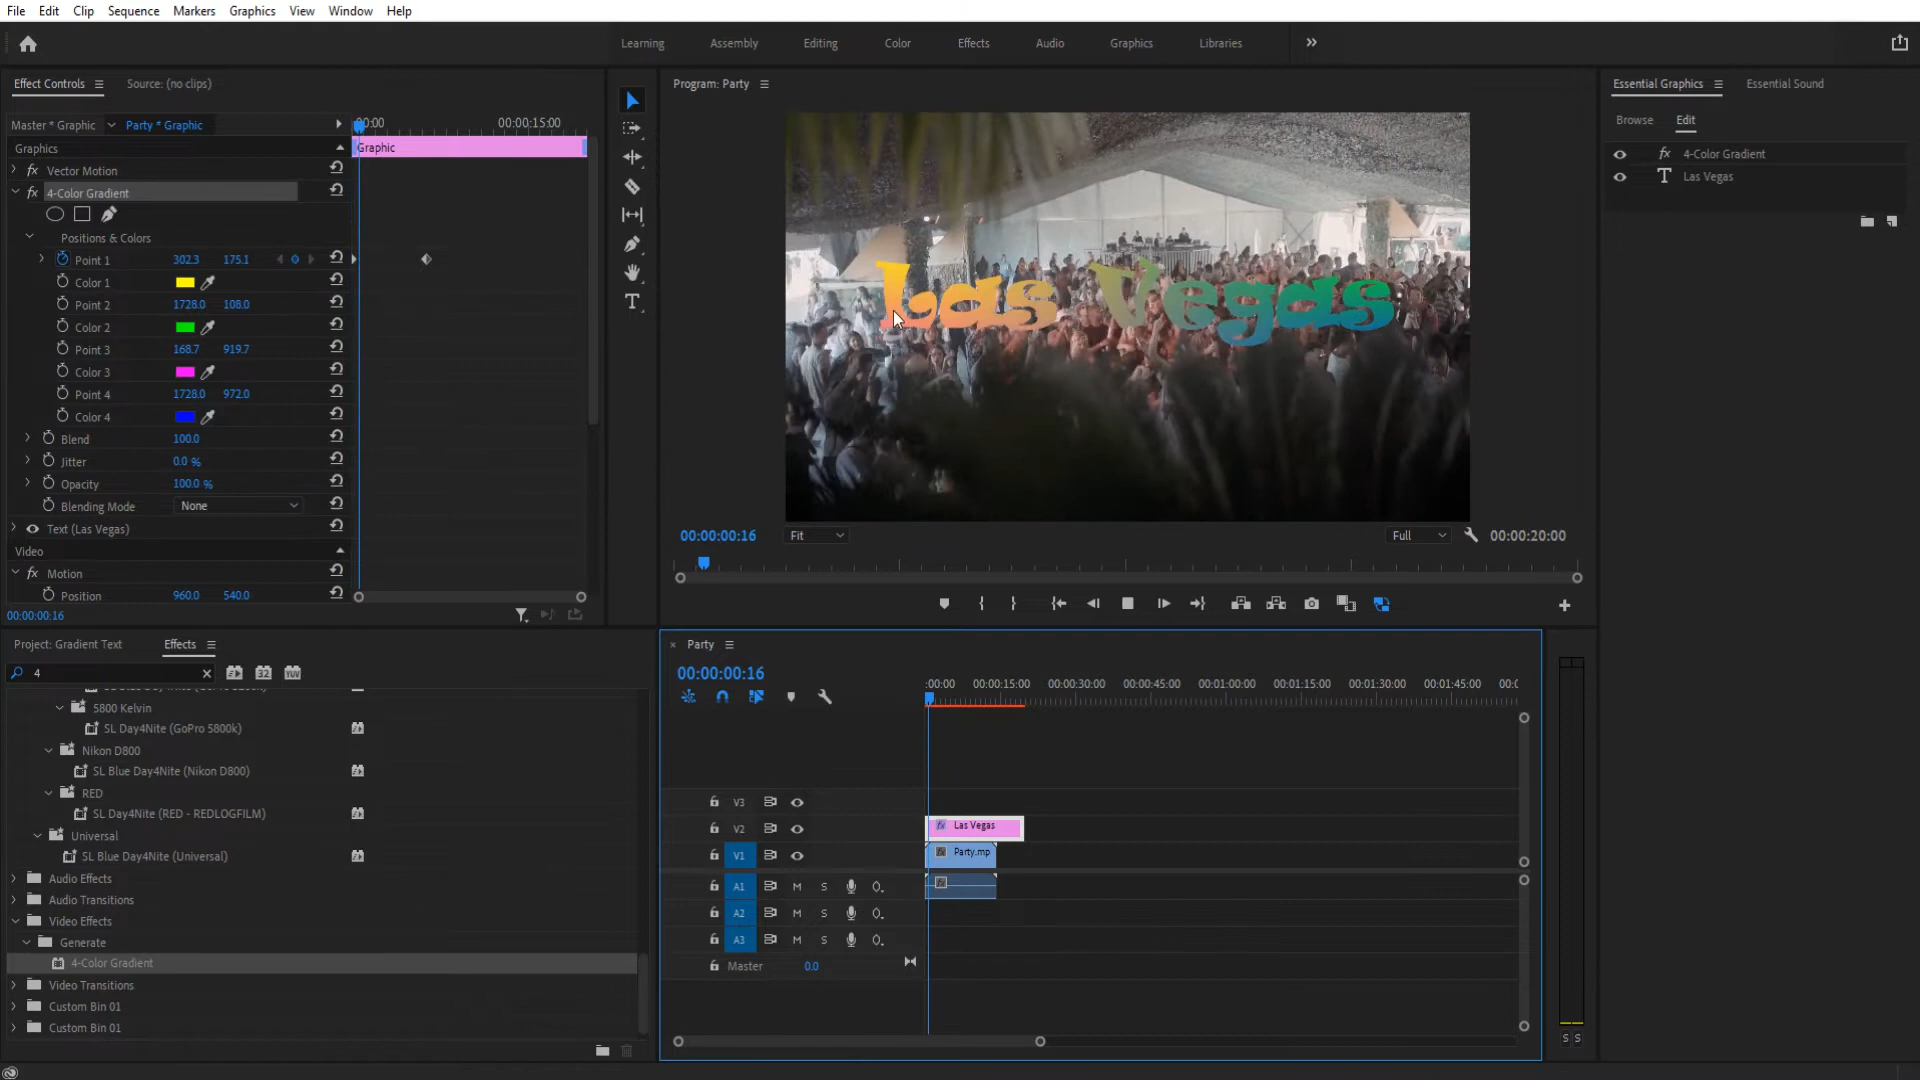 File Edit Clip Sequence Markers Graphics View Window Help
Learning Assembly Editing Color Effects Audio Graphics Libraries
Effect Controls Source: (no clips)
Master * Graphic Party * Graphic
:00:00 00:00:15:00
Graphics
Graphic
Vector Motion
4-Color Gradient
Positions & Colors
Point 1 302.3 175.1
Color 1
Point 2 1728.0 108.0
Color 2
Point 3 168.7 919.7
Color 3
Point 4 1728.0 972.0
Color 4
Blend 100.0
Jitter 0.0 %
Opacity 100.0 %
Blending Mode None
Text (Las Vegas)
Video
Motion
Position 960.0 540.0
00:00:00:16
Program: Party
Las Vegas
00:00:00:16 Fit Full 00:00:20:00
Essential Graphics Essential Sound
Browse Edit
4-Color Gradient
Las Vegas
Project: Gradient Text Effects
4
5800 Kelvin
SL Day4Nite (GoPro 5800k)
Nikon D800
SL Blue Day4Nite (Nikon D800)
RED
SL Day4Nite (RED - REDLOGFILM)
Universal
SL Blue Day4Nite (Universal)
Audio Effects
Audio Transitions
Video Effects
Generate
4-Color Gradient
Video Transitions
Custom Bin 01
Custom Bin 01
Party
00:00:00:16
:00:00 00:00:15:00 00:00:30:00 00:00:45:00 00:01:00:00 00:01:15:00 00:01:30:00 00:01:45:00 00:0
V3
V2 Las Vegas
V1 Party.mp
A1 M S
A2 M S
A3 M S
Master 0.0
S S